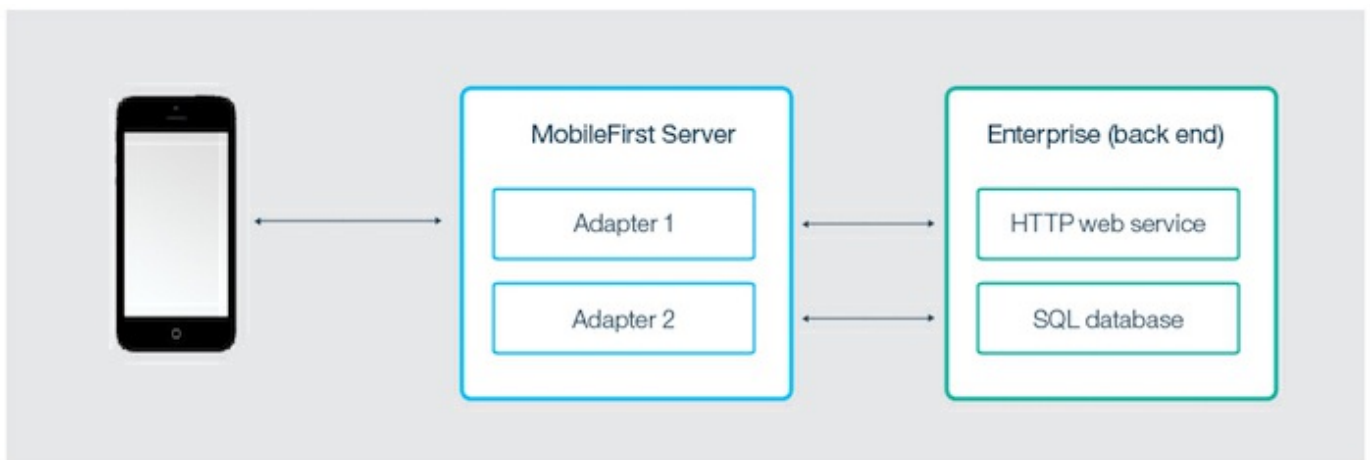 MobileFirst Server
Adapter 1
Adapter 2
Enterprise (back end)
HTTP web service
SQL database